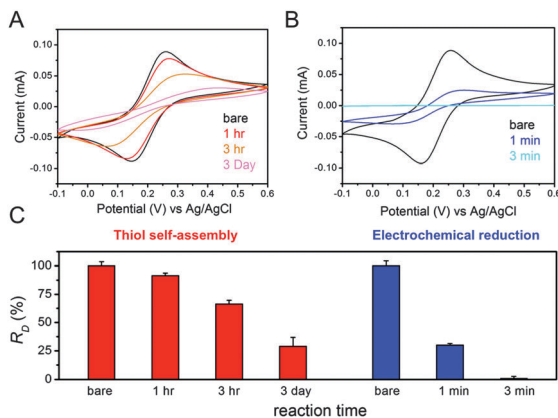 A
B
0.10
0.05
0.00
-0.05
-0.10
Current (mA)
bare
1 hr
3 hr
3 Day
-0.1 0.0 0.1 0.2 0.3 0.4 0.5 0.6
Potential (V) vs Ag/AgCl
0.10
0.05
0.00
-0.05
-0.10
Current (mA)
bare
1 min
3 min
-0.1 0.0 0.1 0.2 0.3 0.4 0.5 0.6
Potential (V) vs Ag/AgCl
C
Thiol self-assembly
Electrochemical reduction
100
75
50
25
0
R_D (%)
bare 1 hr 3 hr 3 day bare 1 min 3 min
reaction time